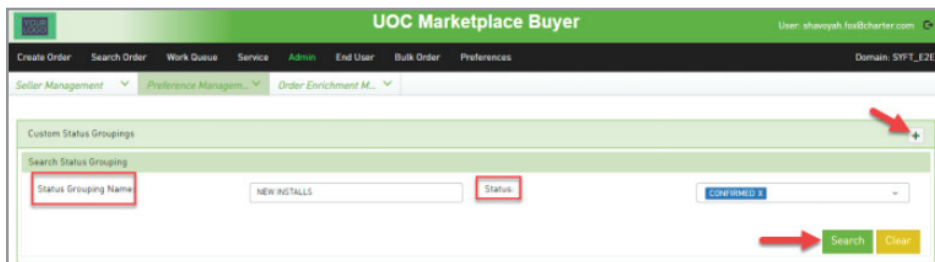 YOUR
LOGO
UOC Marketplace Buyer
User: shavoyah.fox@charter.com
Create Order Search Order Work Queue Service Admin End User Bulk Order Preferences Domain: SYFT_E2E
Seller Management Preference Managem... Order Enrichment M...
Custom Status Groupings +
Search Status Grouping
Status Grouping Name: NEW INSTALLS Status: CONFIRMED X
Search Clear